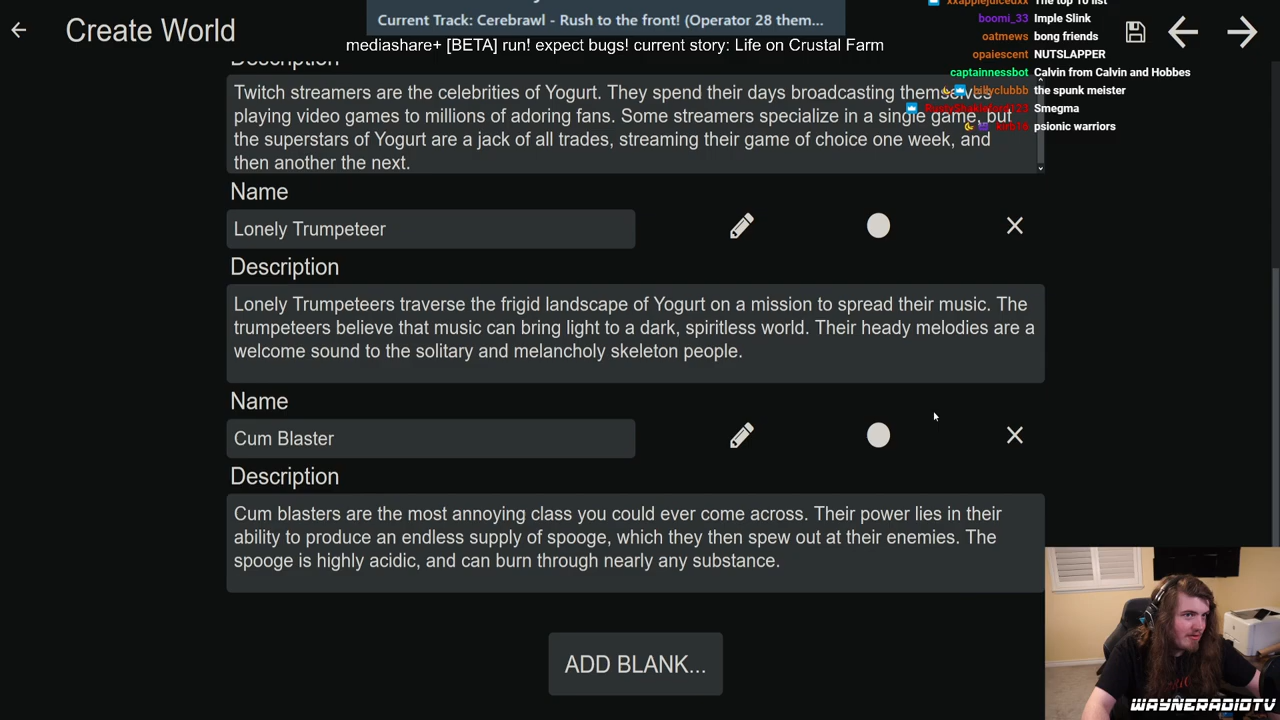 Create World
Current Track: Cerebrawl - Rush to the front! (Operator 28 them...
mediashare+ [BETA] run! expect bugs! current story: Life on Crustal Farm
xxapplejuicedxx The top 10 list
boomi_33 Imple Slink
oatmews bong friends
opaiescent NUTSLAPPER
captainnessbot Calvin from Calvin and Hobbes
billyclubbb the spunk meister
RustyShakleford123 Smegma
psionic warriors
Description
Twitch streamers are the celebrities of Yogurt. They spend their days broadcasting themselves
playing video games to millions of adoring fans. Some streamers specialize in a single game, but
the superstars of Yogurt are a jack of all trades, streaming their game of choice one week, and
then another the next.
Name
Lonely Trumpeteer
Description
Lonely Trumpeteers traverse the frigid landscape of Yogurt on a mission to spread their music. The
trumpeteers believe that music can bring light to a dark, spiritless world. Their heady melodies are a
welcome sound to the solitary and melancholy skeleton people.
Name
Cum Blaster
Description
Cum blasters are the most annoying class you could ever come across. Their power lies in their
ability to produce an endless supply of spooge, which they then spew out at their enemies. The
spooge is highly acidic, and can burn through nearly any substance.
ADD BLANK...
WAYNERADIOTV